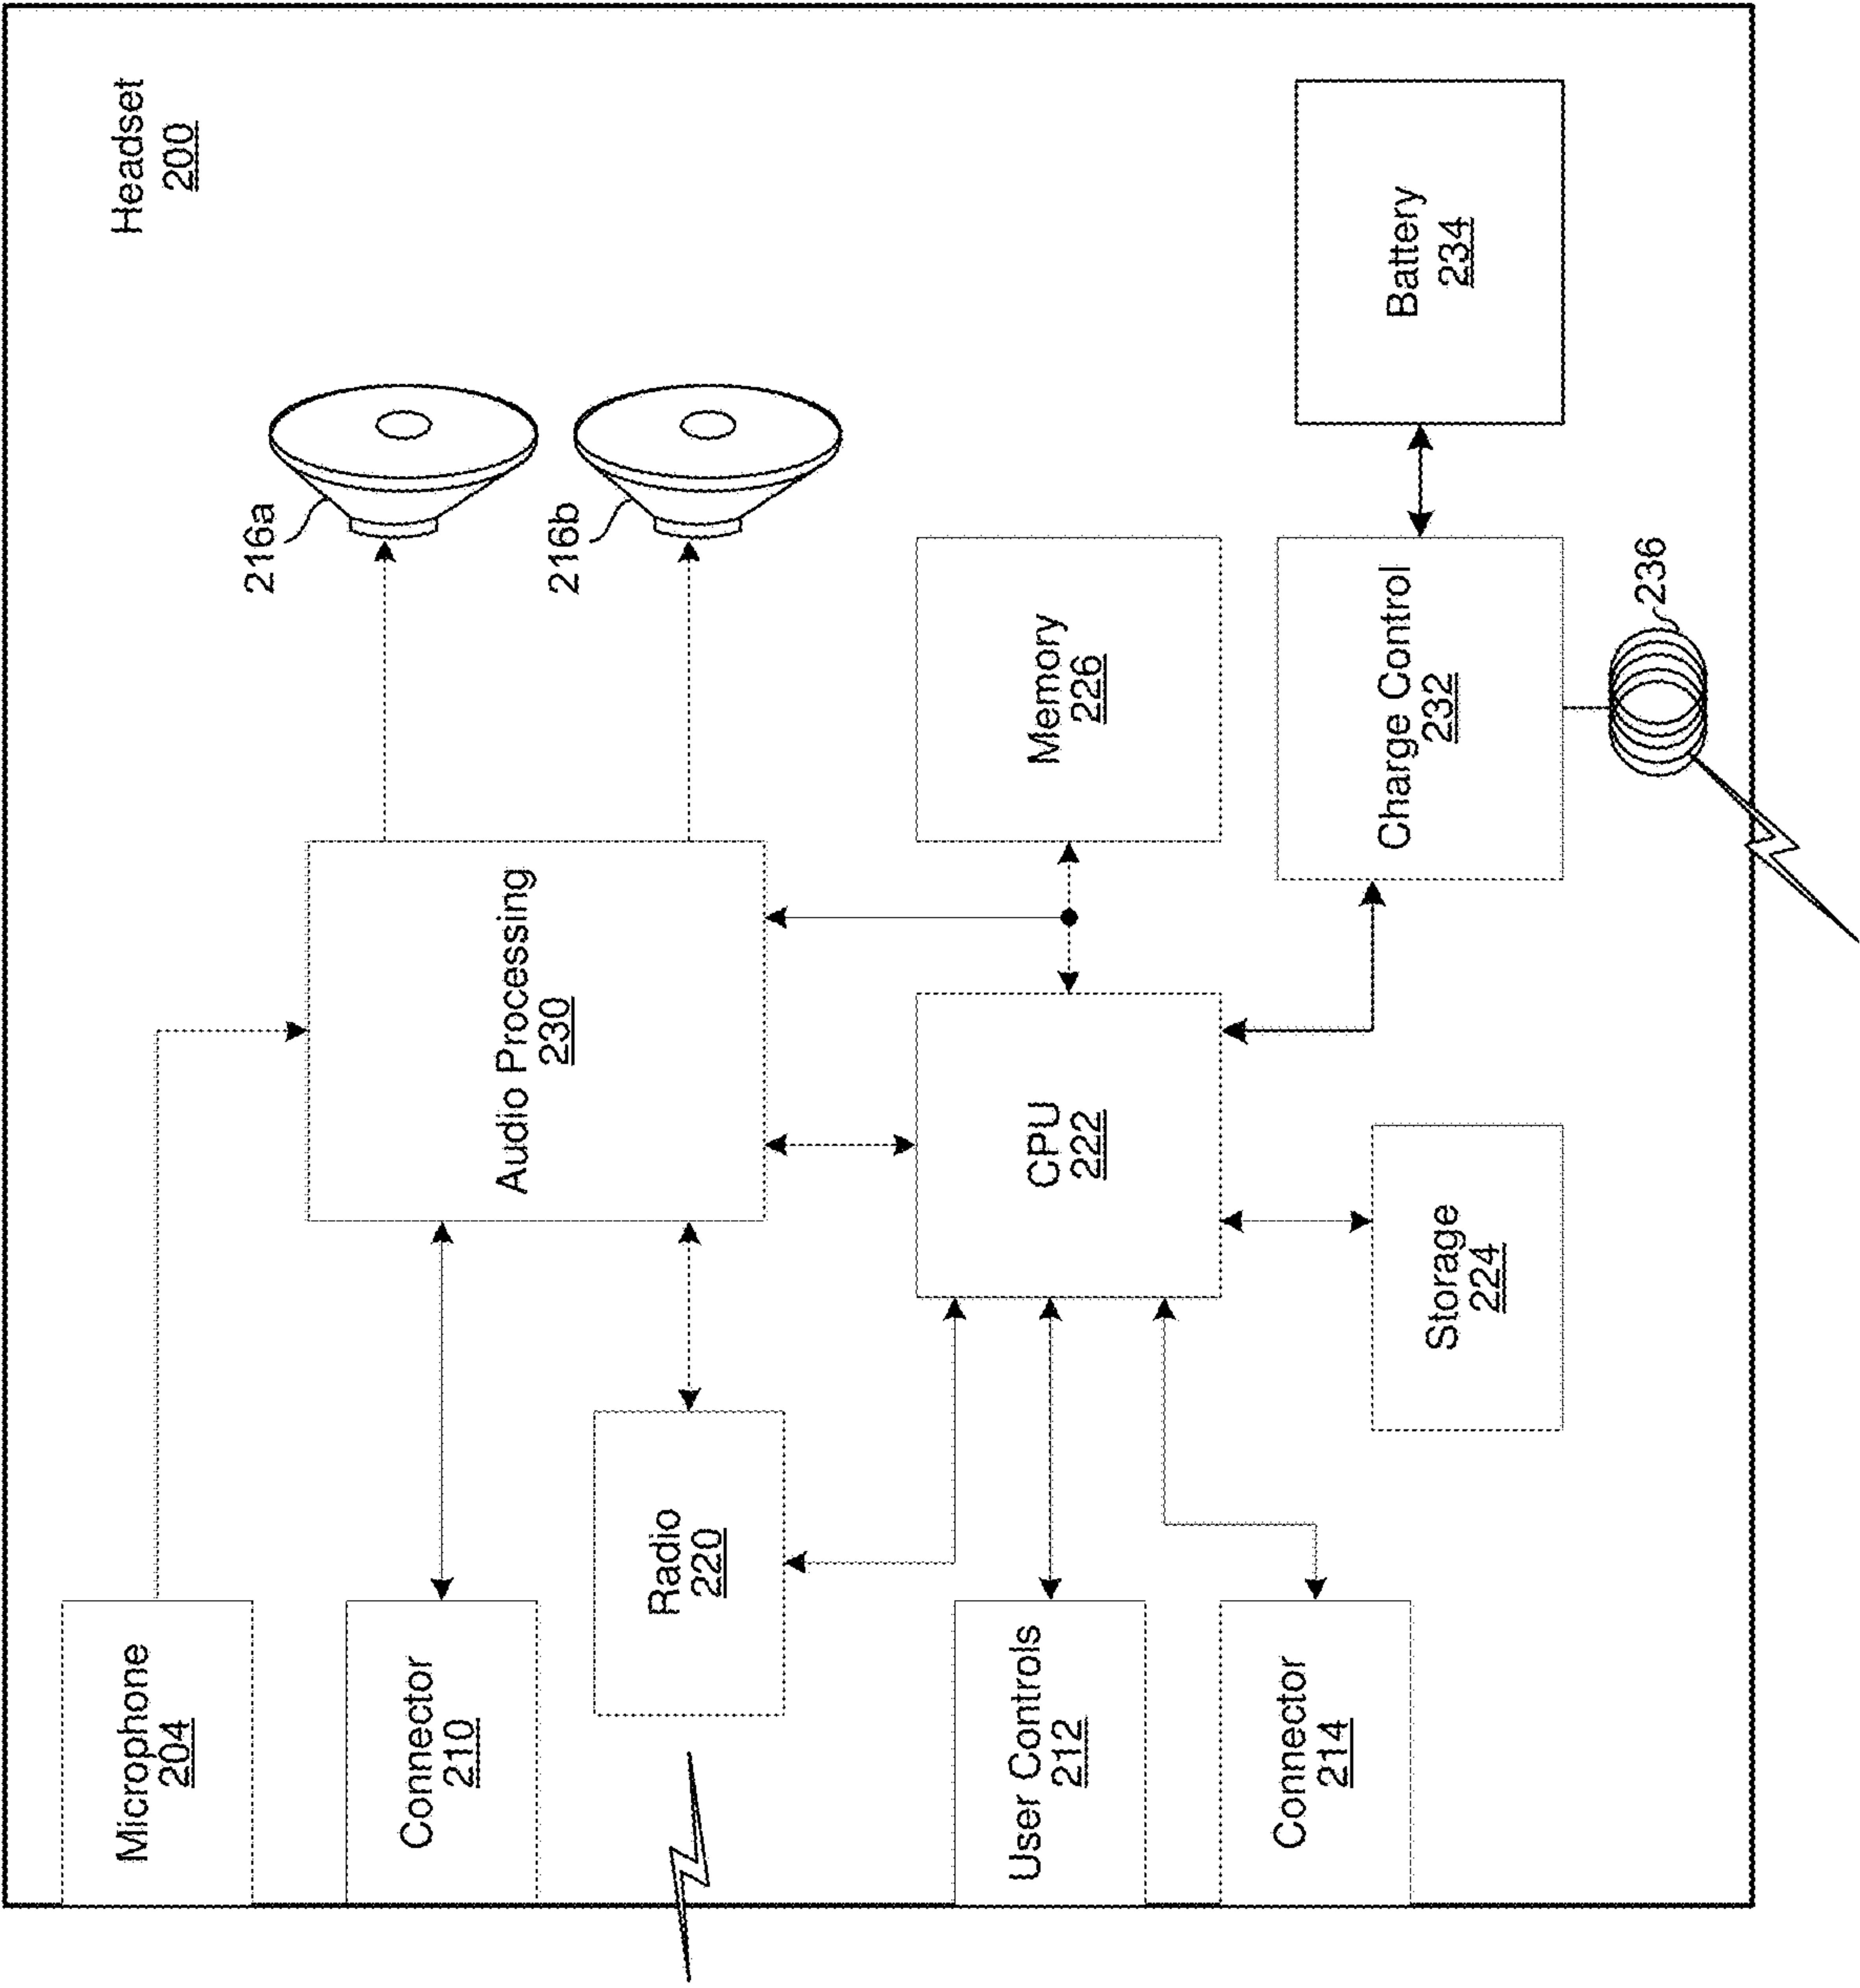 Headset
200
Microphone
204
Connector
210
Radio
220
User Controls
212
Connector
214
Audio Processing
230
CPU
222
Storage
224
216a
216b
Memory
226
Charge Control
232
236
Battery
234